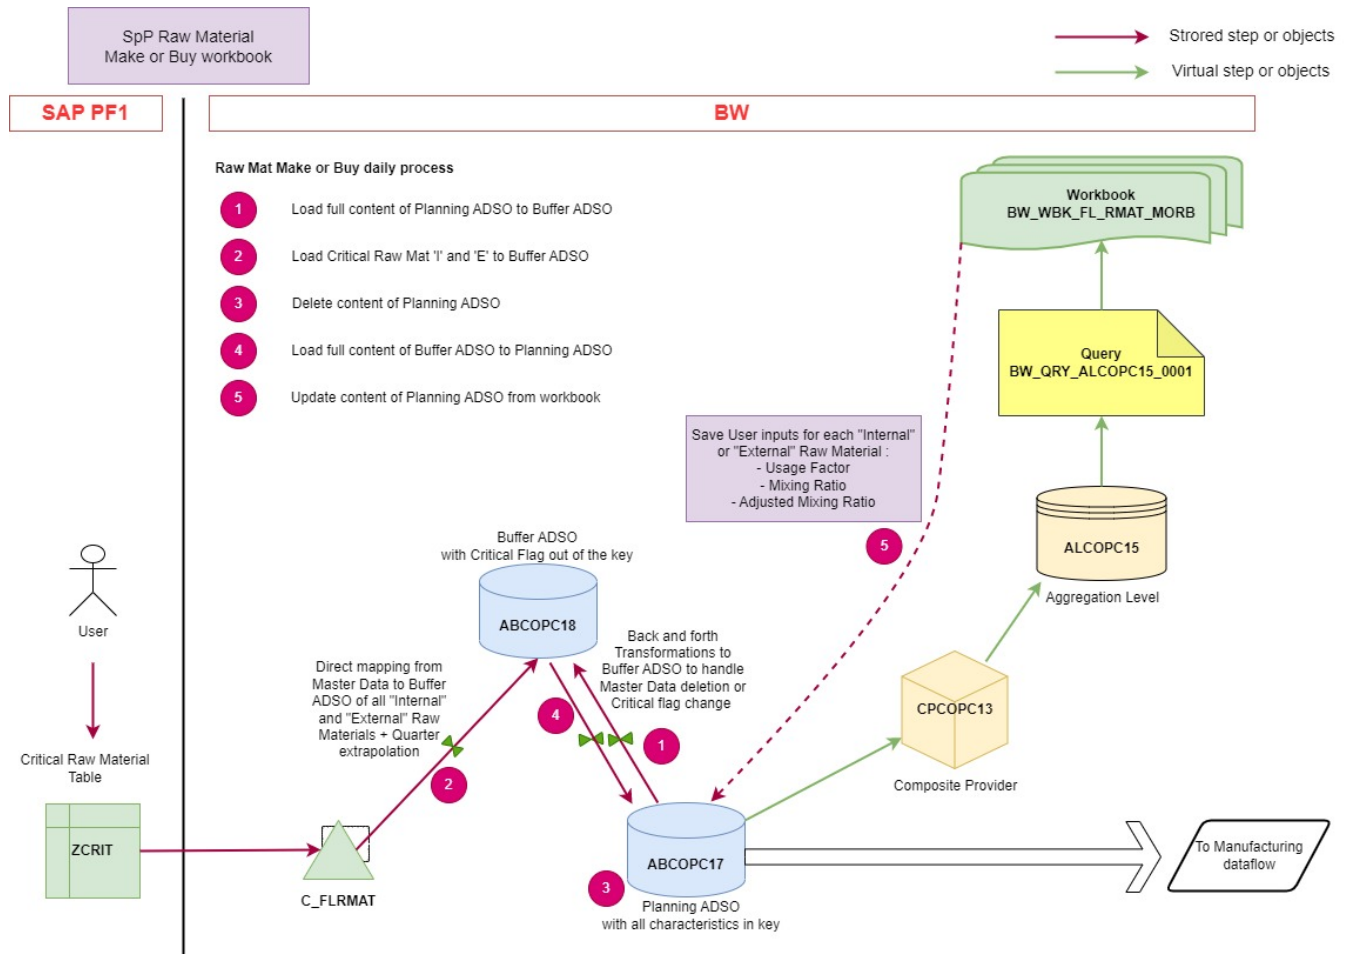 SpP Raw Material
Make or Buy workbook
Strored step or objects
Virtual step or objects
SAP PF1
BW
Raw Mat Make or Buy daily process
1 Load full content of Planning ADSO to Buffer ADSO
2 Load Critical Raw Mat 'I' and 'E' to Buffer ADSO
3 Delete content of Planning ADSO
4 Load full content of Buffer ADSO to Planning ADSO
5 Update content of Planning ADSO from workbook
Workbook
BW_WBK_FL_RMAT_MORB
Query
BW_QRY_ALCOPC15_0001
Save User inputs for each "Internal"
or "External" Raw Material :
- Usage Factor
- Mixing Ratio
- Adjusted Mixing Ratio
5
ALCOPC15
Aggregation Level
Buffer ADSO
with Critical Flag out of the key
ABCOPC18
User
Direct mapping from
Master Data to Buffer
ADSO of all "Internal"
and "External" Raw
Materials + Quarter
extrapolation
2
Back and forth
Transformations to
Buffer ADSO to handle
Master Data deletion or
Critical flag change
4
1
CPCOPC13
Composite Provider
Critical Raw Material
Table
ZCRIT
C_FLRMAT
ABCOPC17
3
Planning ADSO
with all characteristics in key
To Manufacturing
dataflow